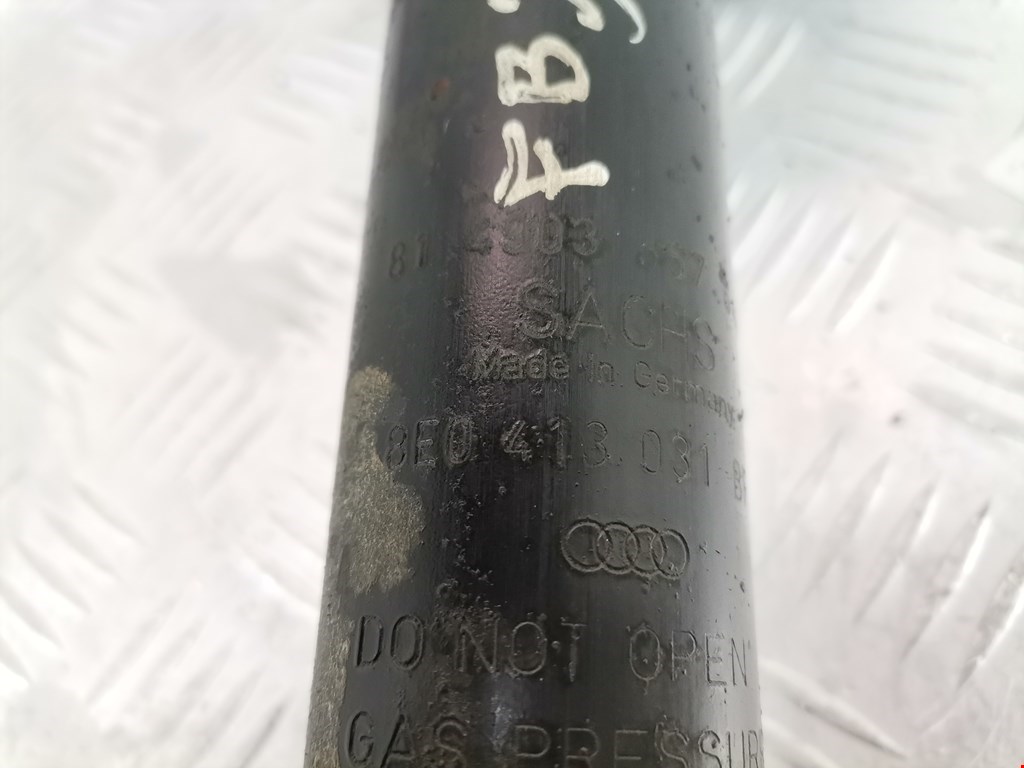 FB
SACHS
Made in Germany
8E0 413 031
DO NOT OPEN
GAS PRESSURE